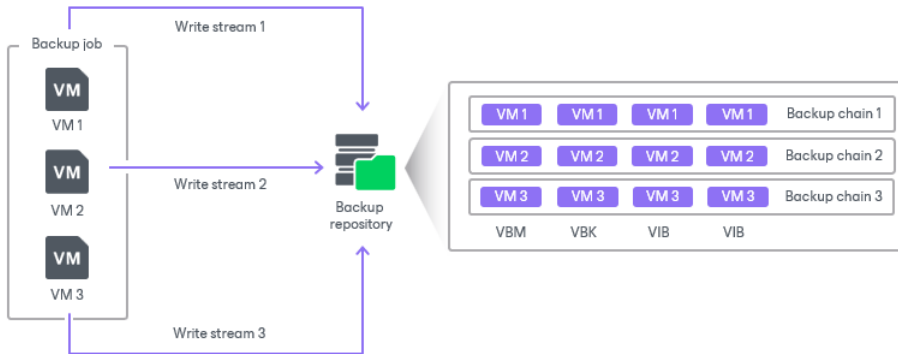 Write stream 1
Backup job
VM
VM 1
VM
VM 2
VM
VM 3
Write stream 2
Write stream 3
Backup
repository
VM 1 VM 1 VM 1 VM 1 Backup chain 1
VM 2 VM 2 VM 2 VM 2 Backup chain 2
VM 3 VM 3 VM 3 VM 3 Backup chain 3
VBM VBK VIB VIB